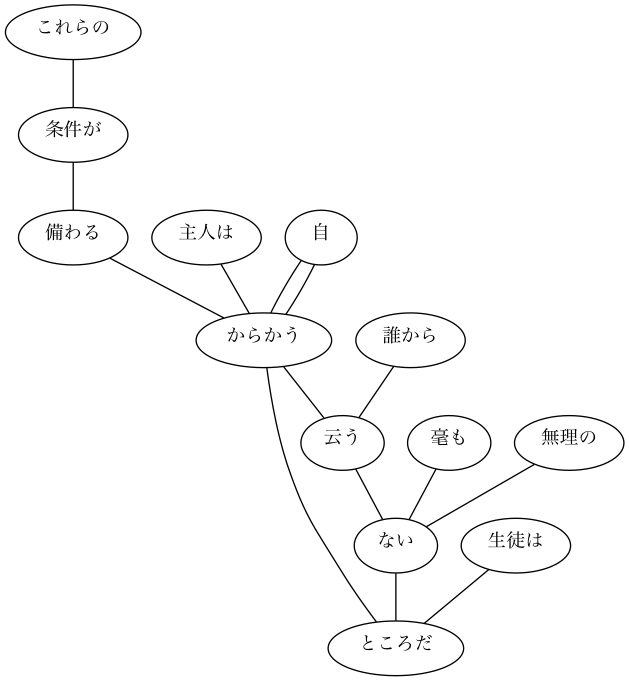 これらの
条件が
備わる
主人は
自
からかう
誰から
云う
毫も
無理の
ない
生徒は
ところだ